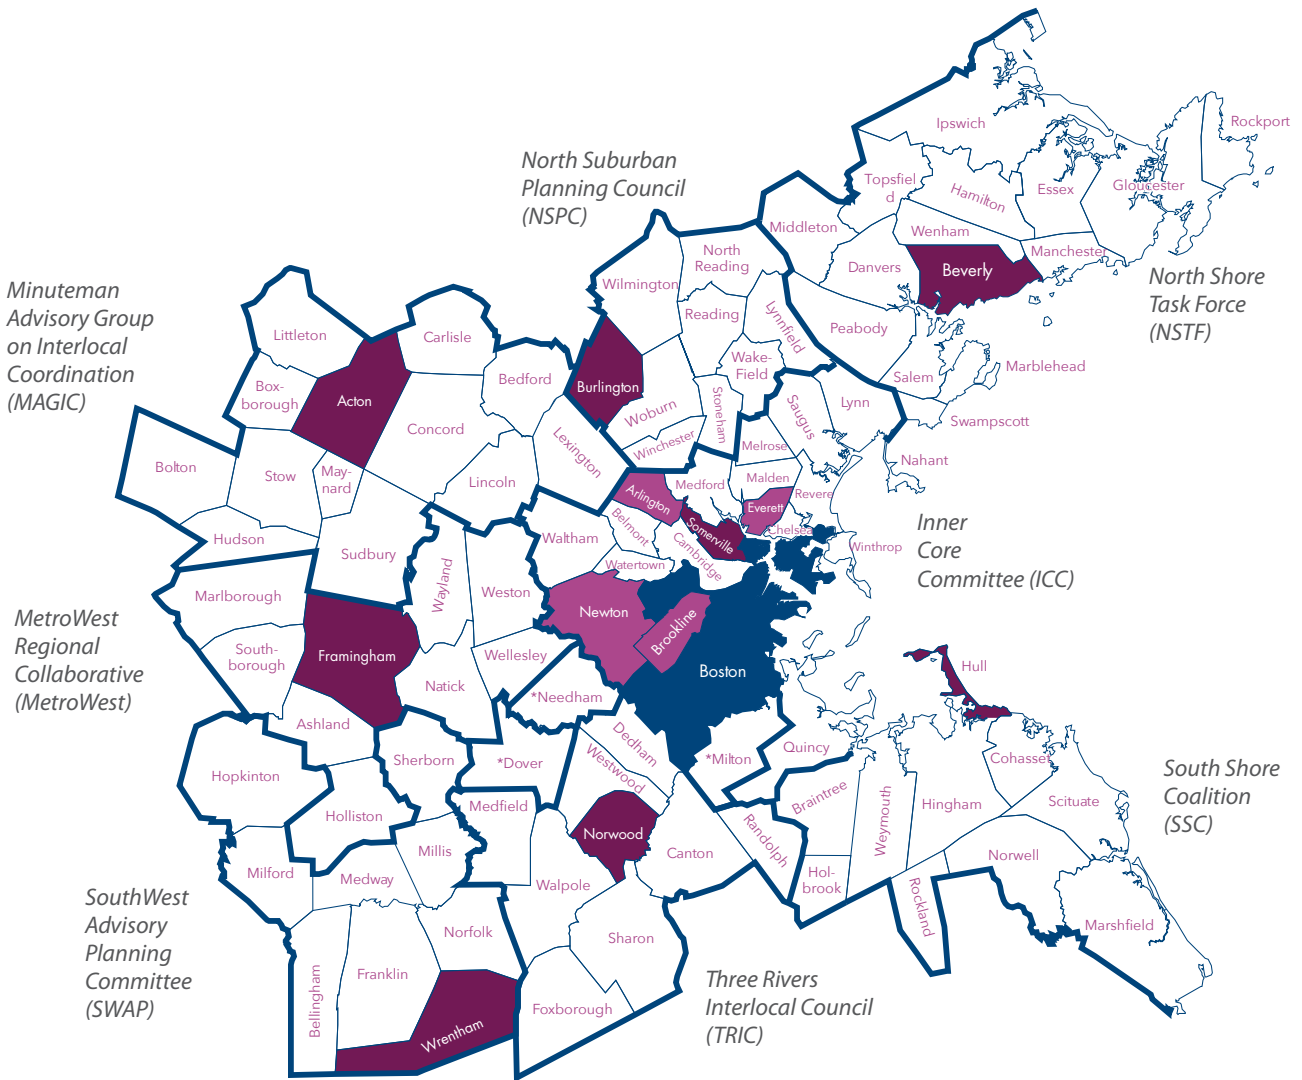 Ipswich
Rockport
Topsfiel
d
Hamilton
Essex
Gloucester
North Suburban
Planning Council
(NSPC)
Middleton
Wenham
Manchester
North
Reading
Danvers
Beverly
North Shore
Task Force
(NSTF)
Wilmington
Minuteman
Advisory Group
on Interlocal
Coordination
(MAGIC)
Littleton
Carlisle
Reading
Lynnfield
Peabody
Wake-
Field
Marblehead
Salem
Box-
borough
Acton
Bedford
Burlington
Woburn
Stoneham
Saugus
Lynn
Swampscott
Concord
Lexington
Winchester
Melrose
Nahant
Bolton
Stow
May-
nard
Lincoln
Arlington
Medford
Malden
Revere
Everett
Hudson
Sudbury
Waltham
Belmont
Somerville
Chelsea
Winthrop
Cambridge
Watertown
Inner
Core
Committee (ICC)
Marlborough
Wayland
Weston
Newton
Brookline
MetroWest
Regional
Collaborative
(MetroWest)
South-
borough
Framingham
Wellesley
Natick
*Needham
Boston
Hull
Ashland
Sherborn
*Dover
Dedham
Westwood
*Milton
Quincy
Cohasset
Hopkinton
Holliston
Medfield
Norwood
Braintree
Weymouth
Hingham
Scituate
South Shore
Coalition
(SSC)
Milford
Medway
Millis
Canton
Randolph
Hol-
brook
Norwell
Walpole
SouthWest
Advisory
Planning
Committee
(SWAP)
Norfolk
Sharon
Rockland
Marshfield
Bellingham
Franklin
Foxborough
Wrentham
Three Rivers
Interlocal Council
(TRIC)